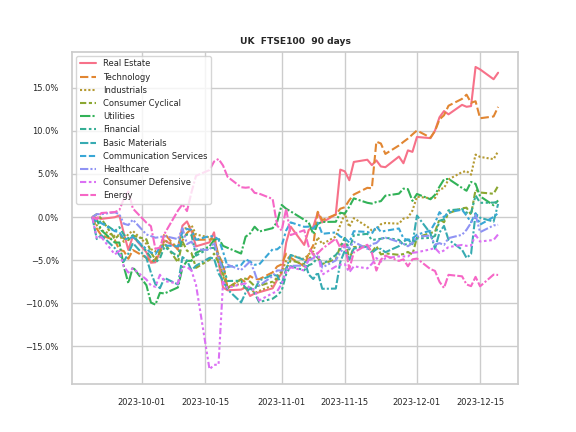 UK  FTSE100  90 days
Real Estate
Technology
Industrials
Consumer Cyclical
Utilities
Financial
Basic Materials
Communication Services
Healthcare
Consumer Defensive
Energy
15.0%
10.0%
5.0%
0.0%
−5.0%
−10.0%
−15.0%
2023-10-01 2023-10-15 2023-11-01 2023-11-15 2023-12-01 2023-12-15